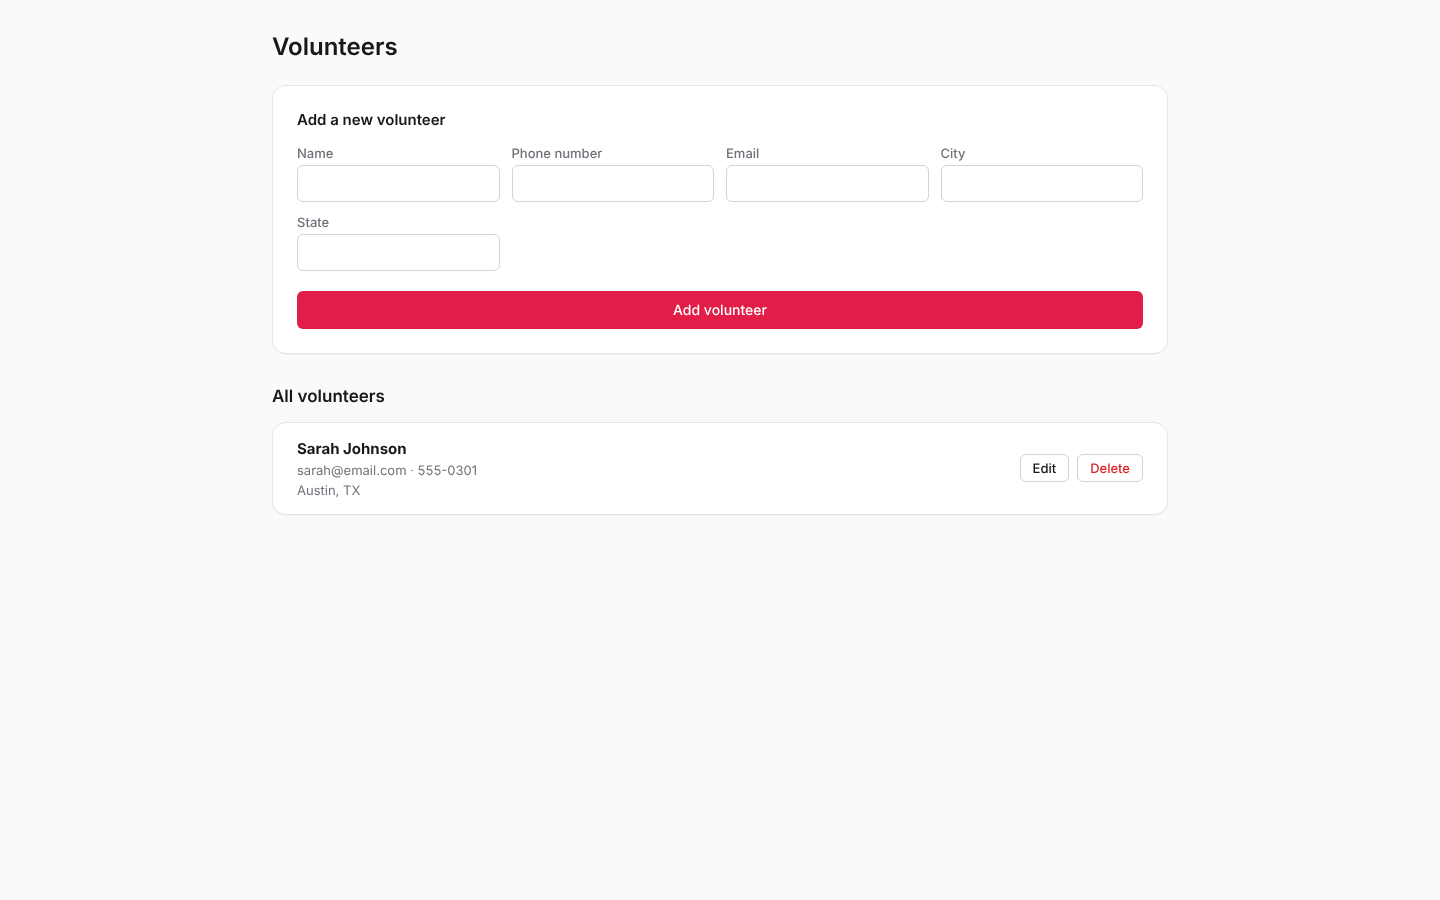 Volunteers
Add a new volunteer
Name
Phone number
Email
City
State
Add volunteer
All volunteers
Sarah Johnson
sarah@email.com · 555-0301
Austin, TX
Edit
Delete